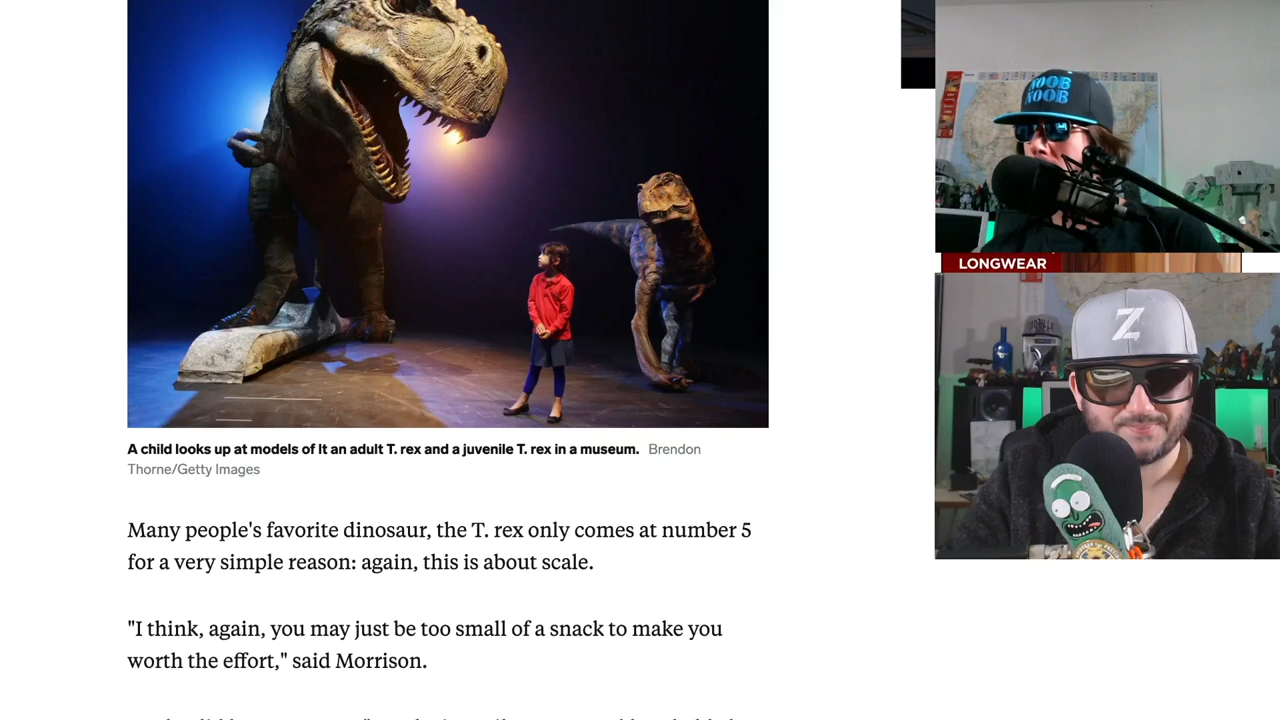 NOOB
NOOB
LONGWEAR
Z
A child looks up at models of It an adult T. rex and a juvenile T. rex in a museum. Brendon
Thorne/Getty Images
Many people's favorite dinosaur, the T. rex only comes at number 5
for a very simple reason: again, this is about scale.
"I think, again, you may just be too small of a snack to make you
worth the effort," said Morrison.